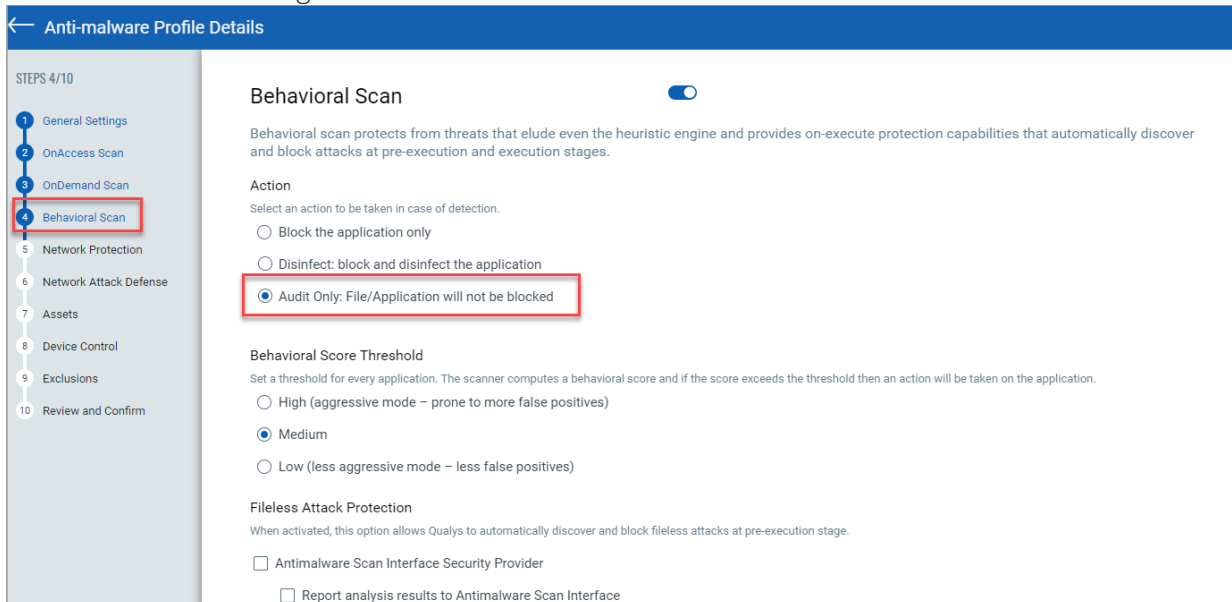 Anti-malware Profile Details
STEPS 4/10
1 General Settings
2 OnAccess Scan
3 OnDemand Scan
4 Behavioral Scan
5 Network Protection
6 Network Attack Defense
7 Assets
8 Device Control
9 Exclusions
10 Review and Confirm
Behavioral Scan
Behavioral scan protects from threats that elude even the heuristic engine and provides on-execute protection capabilities that automatically discover
and block attacks at pre-execution and execution stages.
Action
Select an action to be taken in case of detection.
Block the application only
Disinfect: block and disinfect the application
Audit Only: File/Application will not be blocked
Behavioral Score Threshold
Set a threshold for every application. The scanner computes a behavioral score and if the score exceeds the threshold then an action will be taken on the application.
High (aggressive mode – prone to more false positives)
Medium
Low (less aggressive mode – less false positives)
Fileless Attack Protection
When activated, this option allows Qualys to automatically discover and block fileless attacks at pre-execution stage.
Antimalware Scan Interface Security Provider
Report analysis results to Antimalware Scan Interface